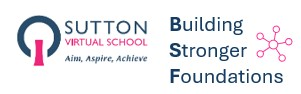 SUTTON
VIRTUAL SCHOOL
Aim, Aspire, Achieve
Building
Stronger
Foundations